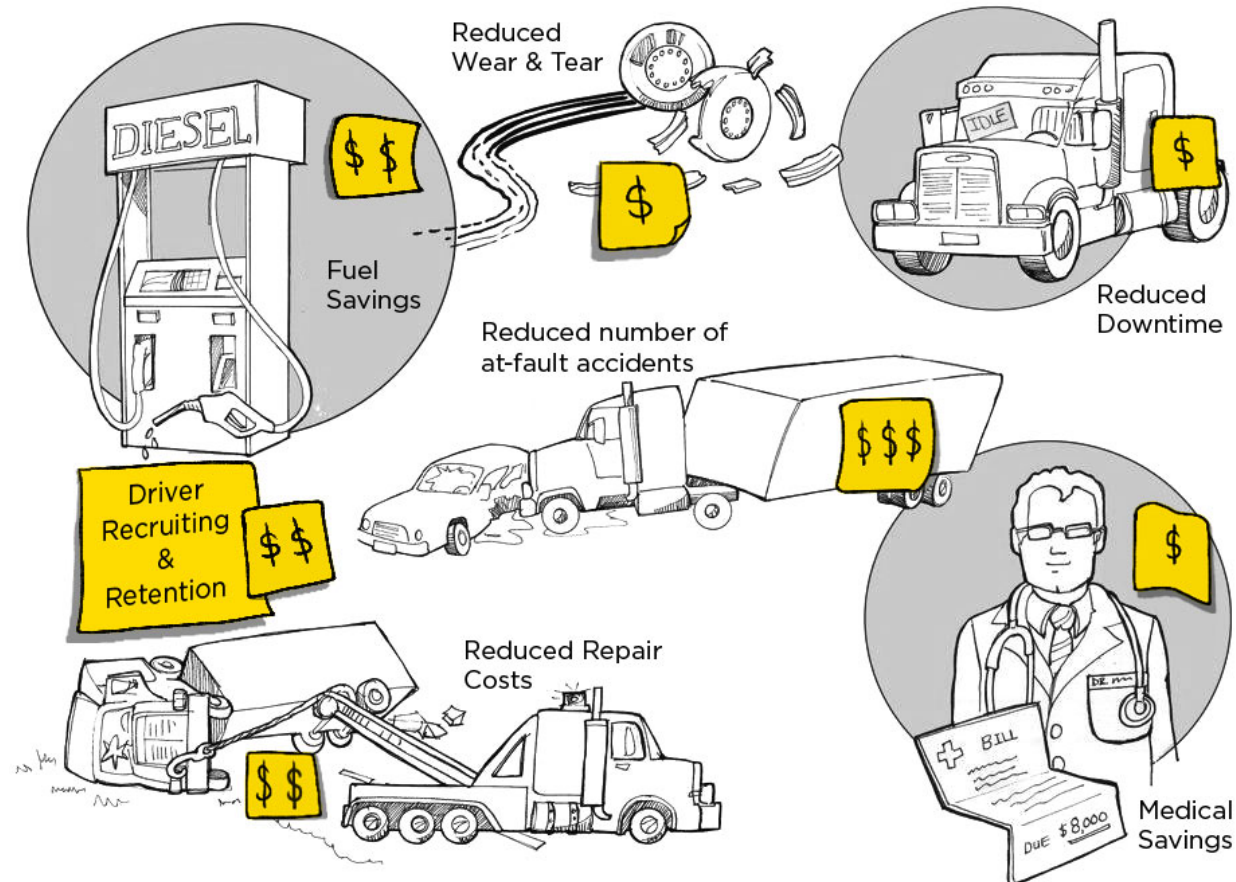 Reduced
Wear & Tear
DIESEL
$ $
IDLE
$
$
Fuel
Savings
Reduced
Downtime
Reduced number of
at-fault accidents
$ $ $
Driver
Recruiting
&
Retention
$ $
$
Reduced Repair
Costs
DR.
BILL
$ $
DUE $8,000
Medical
Savings